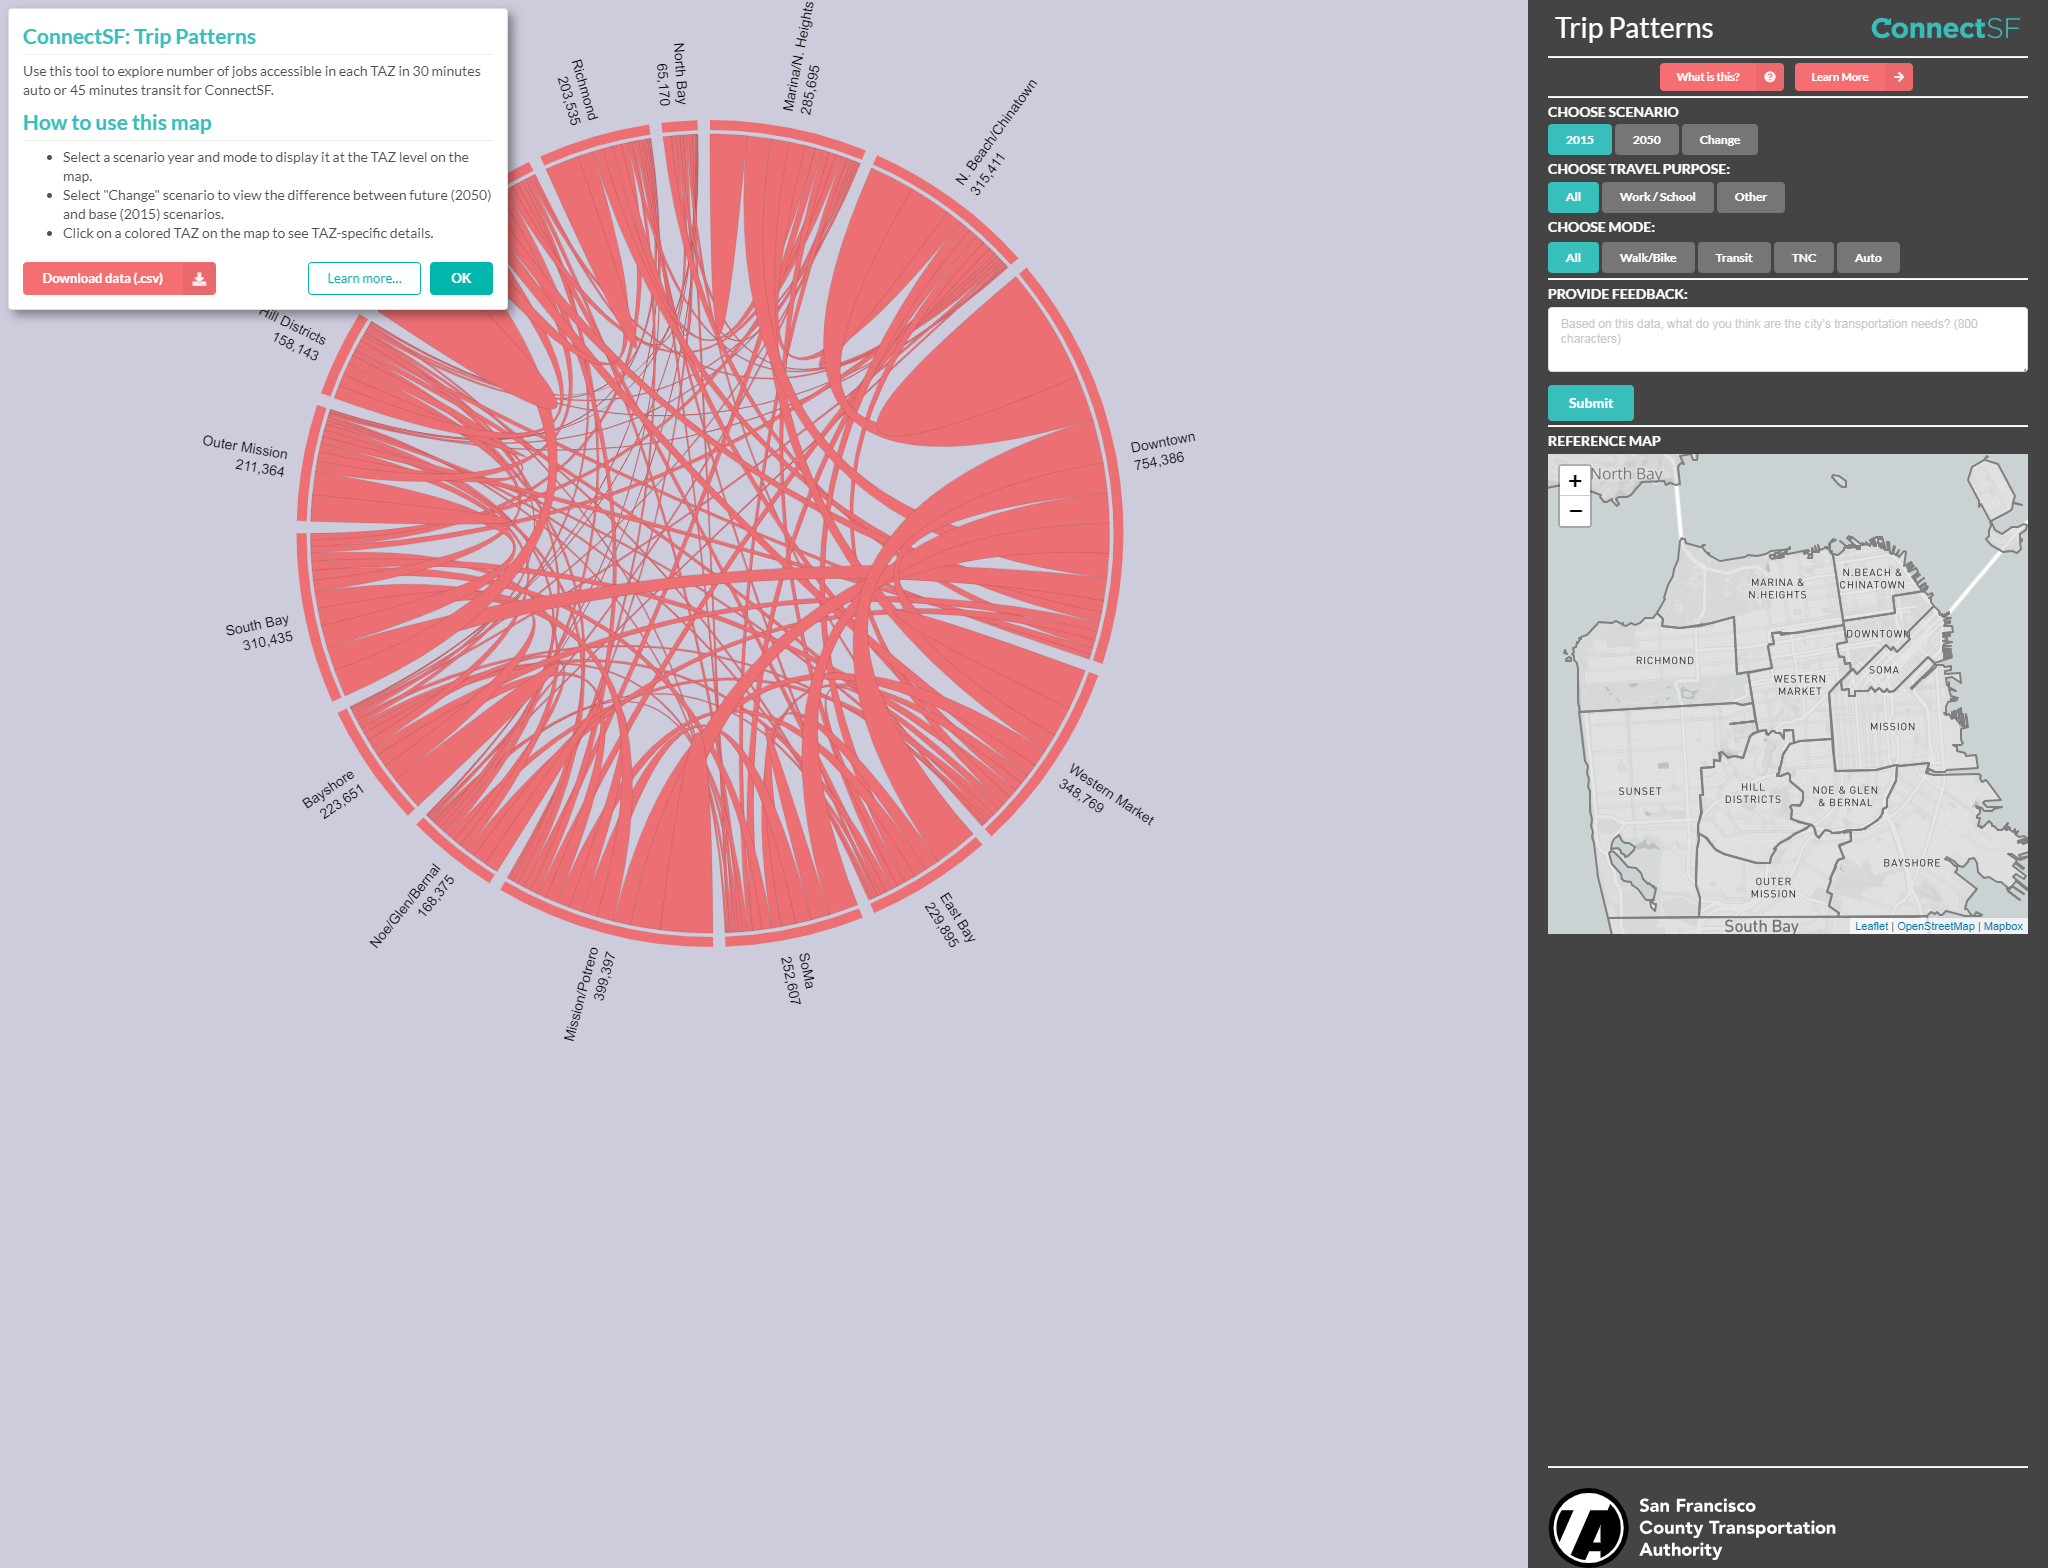 ConnectSF: Trip Patterns
Use this tool to explore number of jobs accessible in each TAZ in 30 minutes
auto or 45 minutes transit for ConnectSF.
How to use this map
Select a scenario year and mode to display it at the TAZ level on the
map.
Select "Change" scenario to view the difference between future (2050)
and base (2015) scenarios.
Click on a colored TAZ on the map to see TAZ-specific details.
Download data (.csv)
Learn more...
OK
Richmond
203,535
North Bay
65,170
Marina/N. Heights
285,695
N. Beach/Chinatown
315,411
Downtown
754,386
Western Market
348,769
East Bay
229,895
SoMa
252,607
Mission/Potrero
399,397
Noe/Glen/Bernal
168,375
Bayshore
223,651
South Bay
310,435
Outer Mission
211,364
Hill Districts
158,143
Trip Patterns
ConnectSF
What is this?
Learn More
CHOOSE SCENARIO
2015 2050 Change
CHOOSE TRAVEL PURPOSE:
All Work / School Other
CHOOSE MODE:
All Walk/Bike Transit TNC Auto
PROVIDE FEEDBACK:
Based on this data, what do you think are the city's transportation needs? (800
characters)
Submit
REFERENCE MAP
+
−
North Bay
MARINA &
N.HEIGHTS
N.BEACH &
CHINATOWN
DOWNTOWN
RICHMOND
SOMA
WESTERN
MARKET
MISSION
SUNSET
HILL
DISTRICTS
NOE & GLEN
& BERNAL
BAYSHORE
OUTER
MISSION
South Bay
Leaflet | OpenStreetMap | Mapbox
San Francisco
County Transportation
Authority